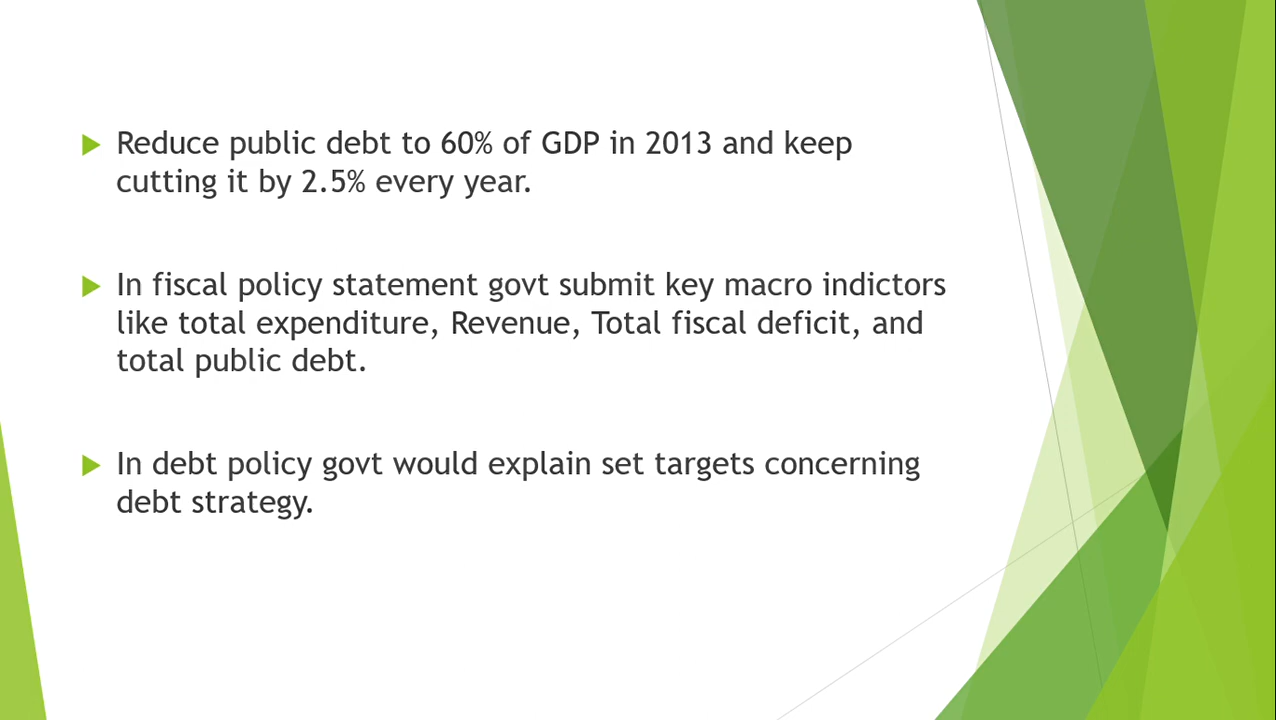 Reduce public debt to 60% of GDP in 2013 and keep
cutting it by 2.5% every year.
In fiscal policy statement govt submit key macro indictors
like total expenditure, Revenue, Total fiscal deficit, and
total public debt.
In debt policy govt would explain set targets concerning
debt strategy.